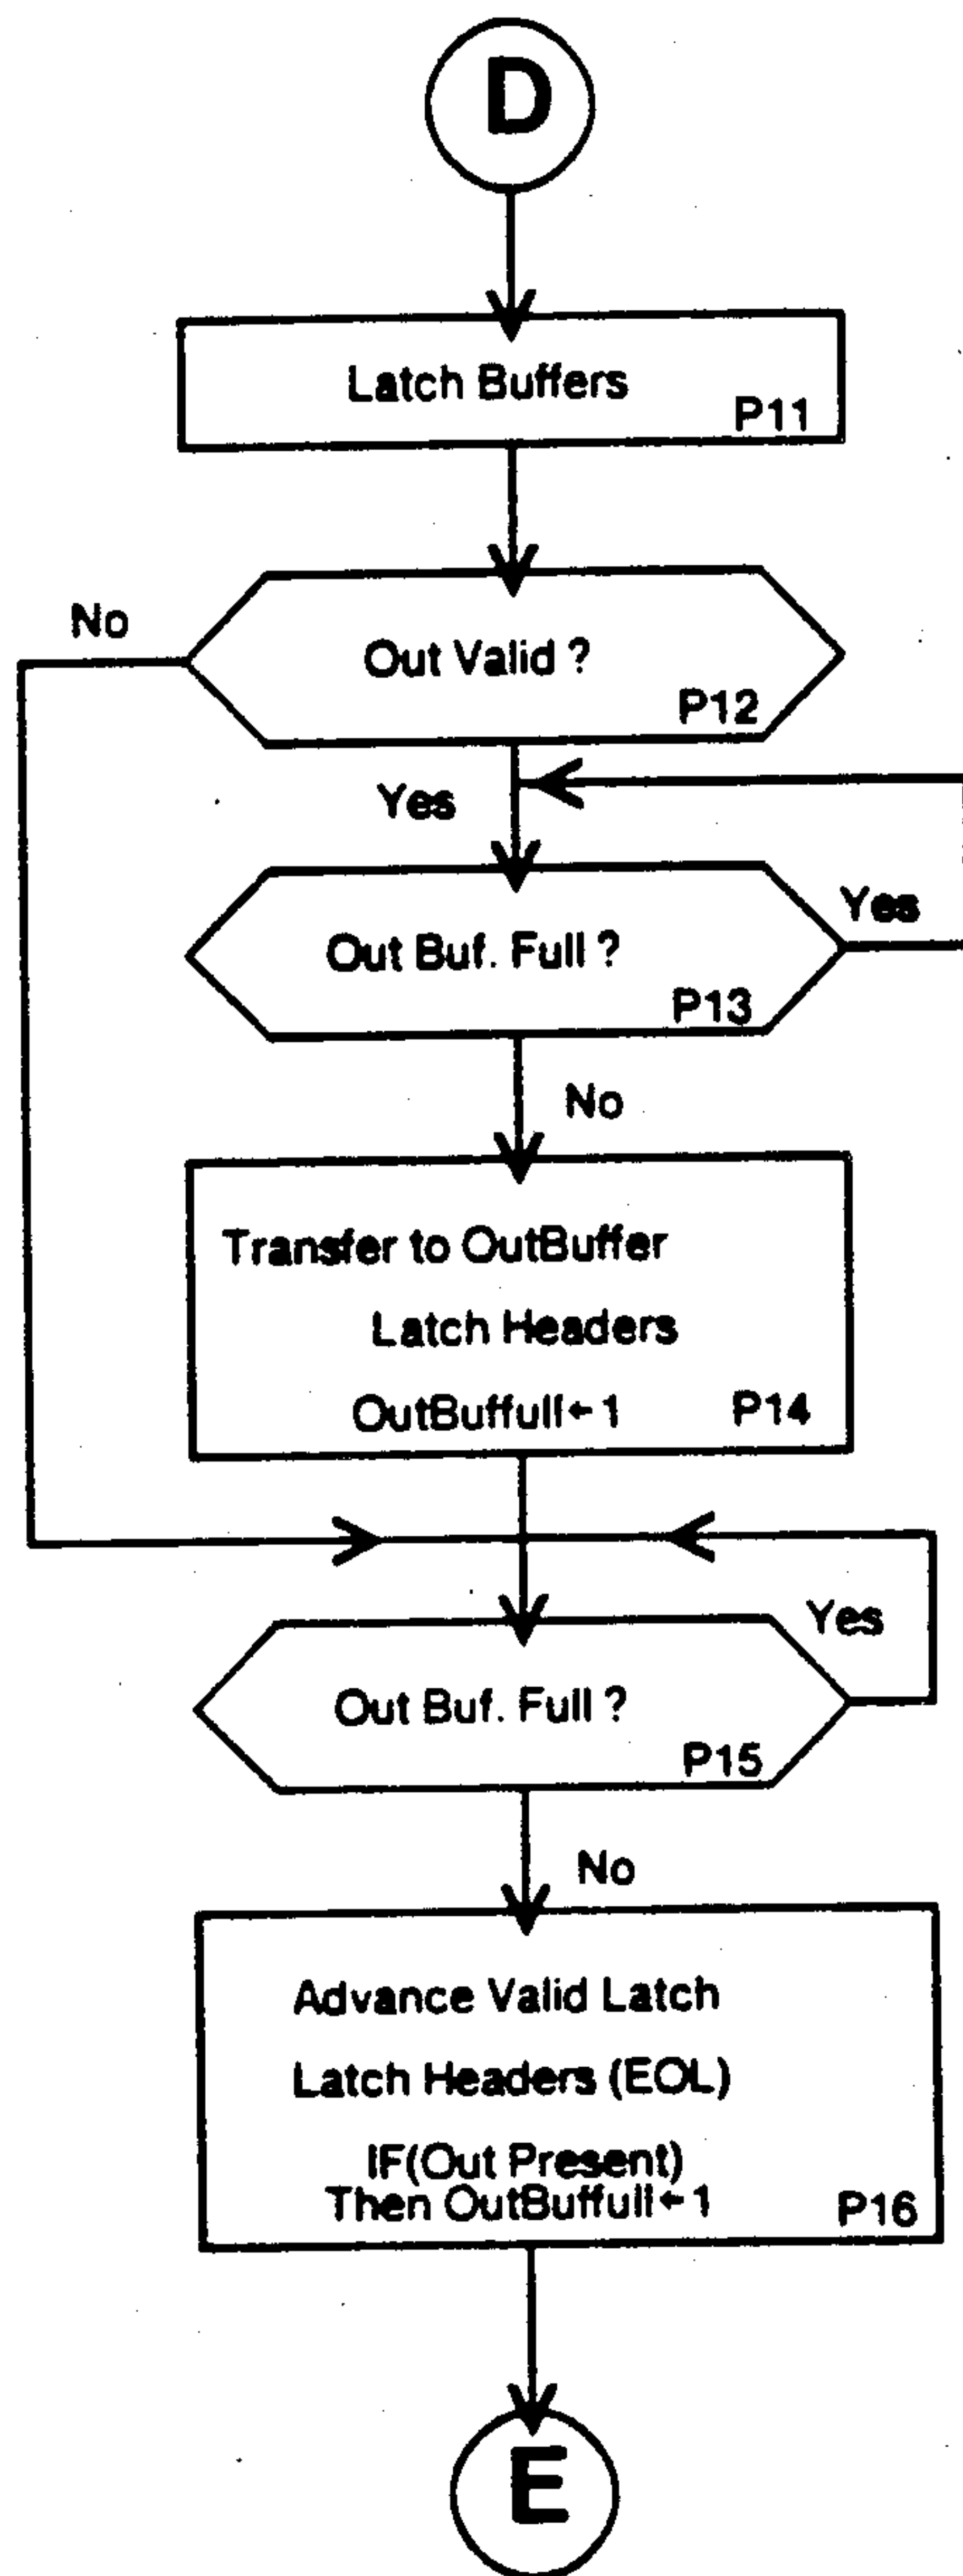 D
Latch Buffers
P11
No
Out Valid ?
P12
Yes
Out Buf. Full ?
Yes
P13
No
Transfer to OutBuffer
Latch Headers
OutBuffull←1
P14
Yes
Out Buf. Full ?
P15
No
Advance Valid Latch
Latch Headers (EOL)
IF(Out Present)
Then OutBuffull←1
P16
E